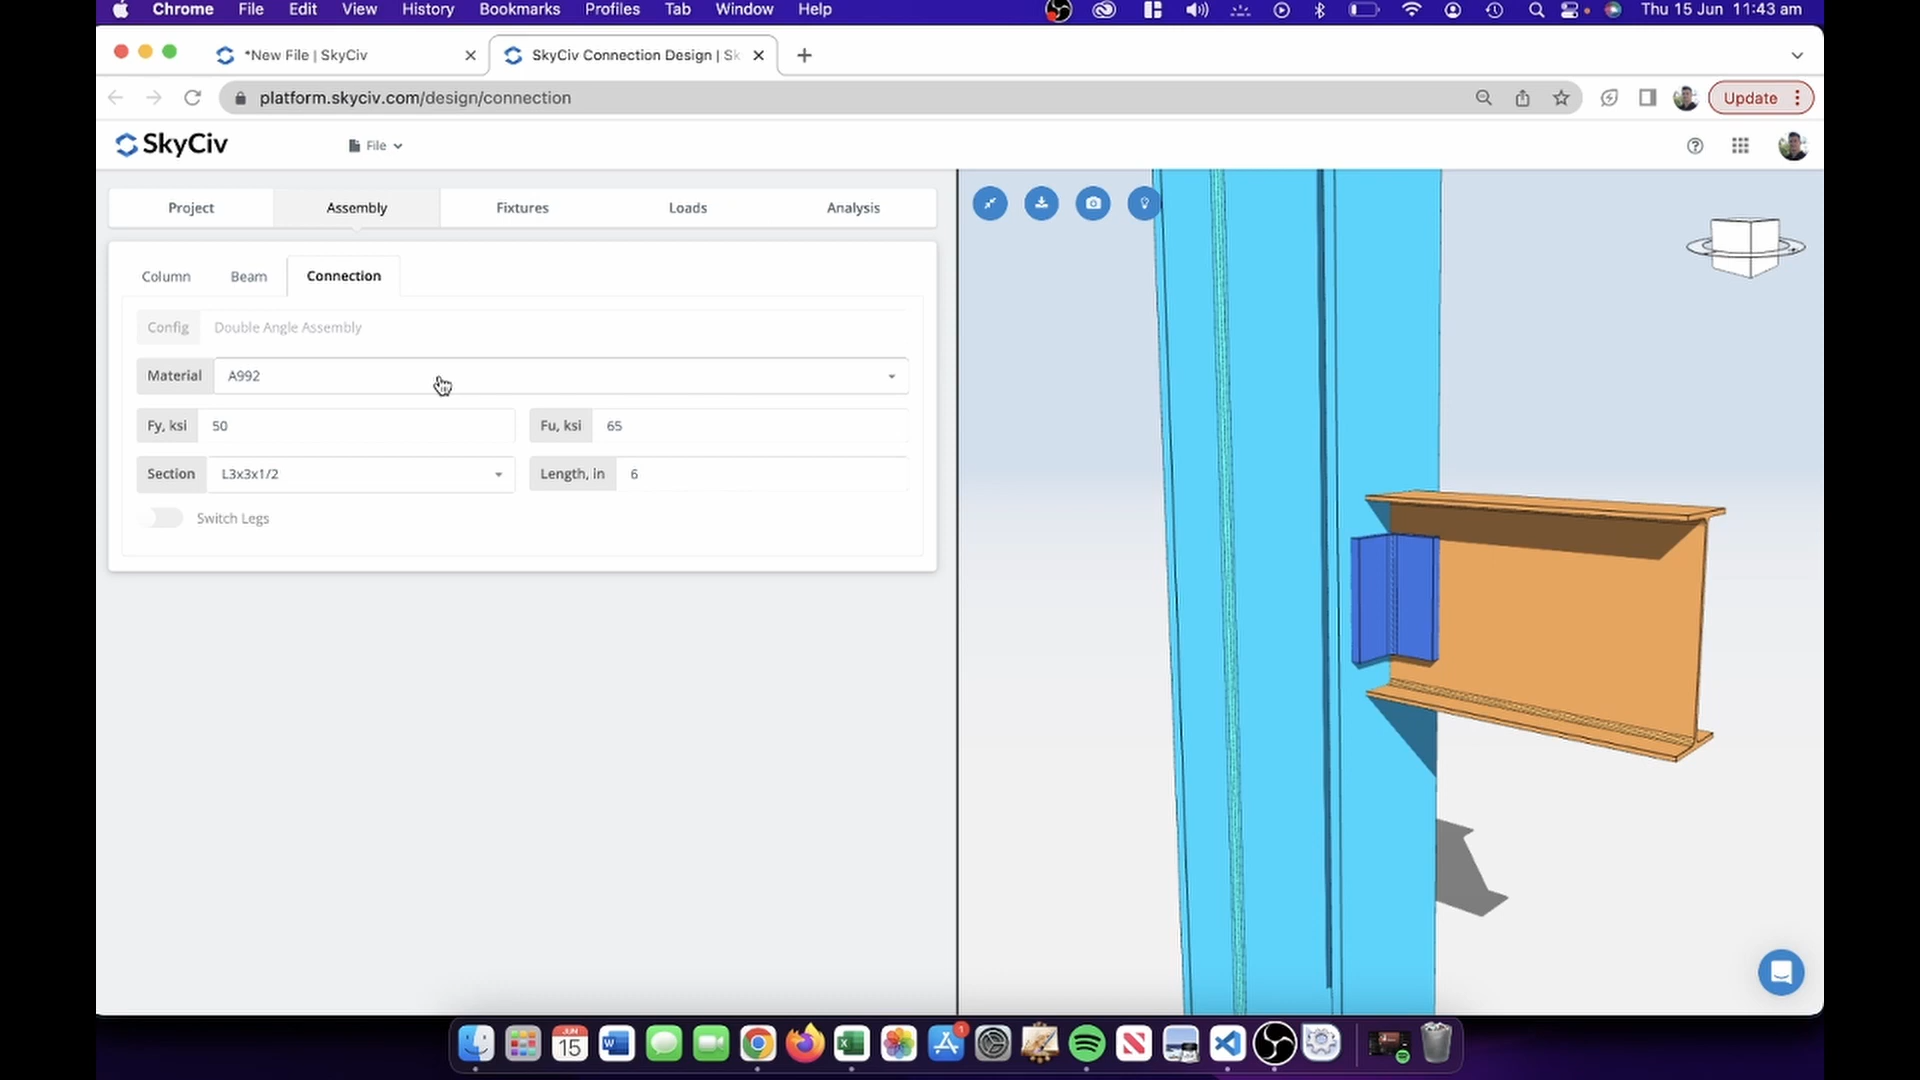 Chrome File Edit View History Bookmarks Profiles Tab Window Help Thu 15 Jun 11:43 am
*New File | SkyCiv
SkyCiv Connection Design | Sk
platform.skyciv.com/design/connection
Update
SkyCiv
File
Project Assembly Fixtures Loads Analysis
Column Beam Connection
Config Double Angle Assembly
Material A992
Fy, ksi 50 Fu, ksi 65
Section L3x3x1/2 Length, in 6
Switch Legs
JUN
15
W
X
1